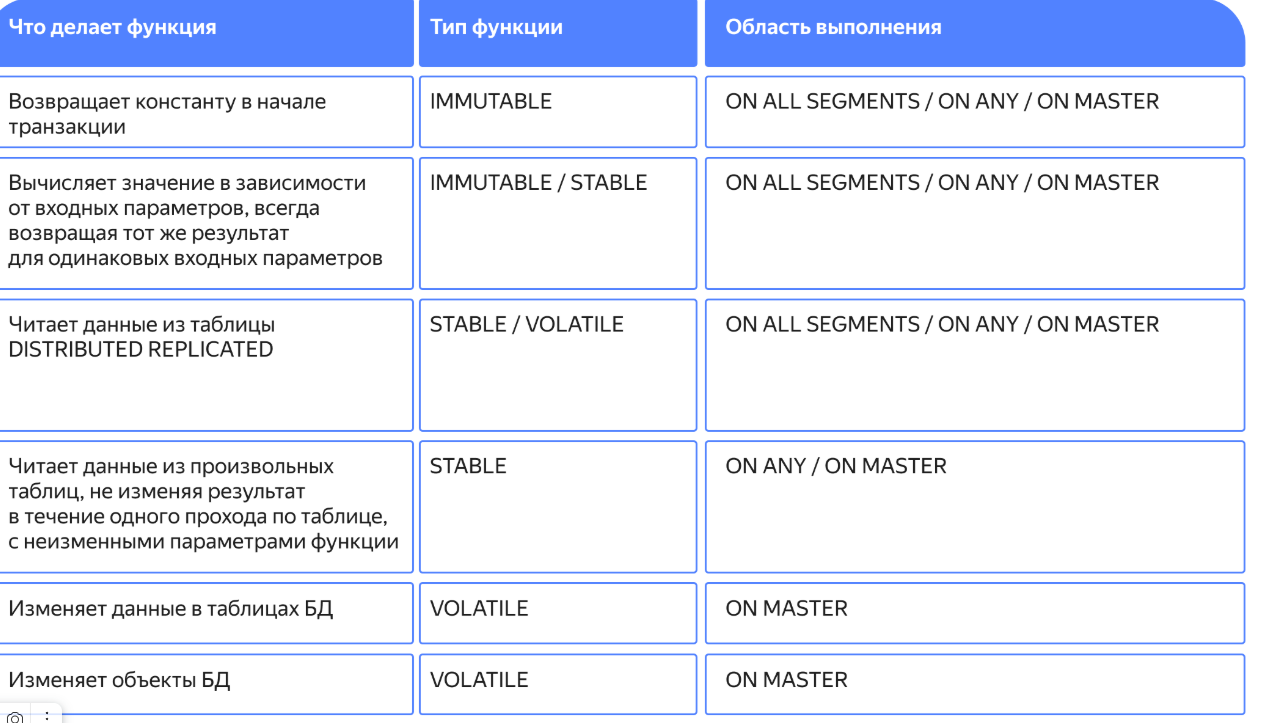 Что делает функция
Тип функции
Область выполнения
Возвращает константу в начале
транзакции
IMMUTABLE
ON ALL SEGMENTS / ON ANY / ON MASTER
Вычисляет значение в зависимости
от входных параметров, всегда
возвращая тот же результат
для одинаковых входных параметров
IMMUTABLE / STABLE
ON ALL SEGMENTS / ON ANY / ON MASTER
Читает данные из таблицы
DISTRIBUTED REPLICATED
STABLE / VOLATILE
ON ALL SEGMENTS / ON ANY / ON MASTER
Читает данные из произвольных
таблиц, не изменяя результат
в течение одного прохода по таблице,
с неизменными параметрами функции
STABLE
ON ANY / ON MASTER
Изменяет данные в таблицах БД
VOLATILE
ON MASTER
Изменяет объекты БД
VOLATILE
ON MASTER